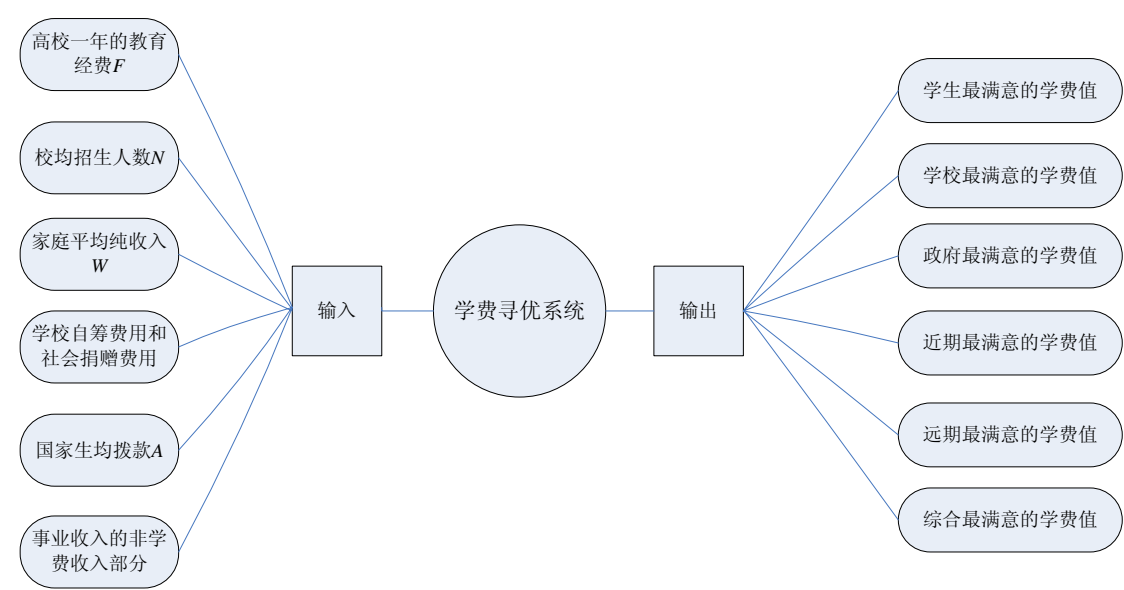 高校一年的教育
经费F
校均招生人数N
家庭平均纯收入
W
学校自筹费用和
社会捐赠费用
国家生均拨款A
事业收入的非学
费收入部分
输入
学费寻优系统
输出
学生最满意的学费值
学校最满意的学费值
政府最满意的学费值
近期最满意的学费值
远期最满意的学费值
综合最满意的学费值